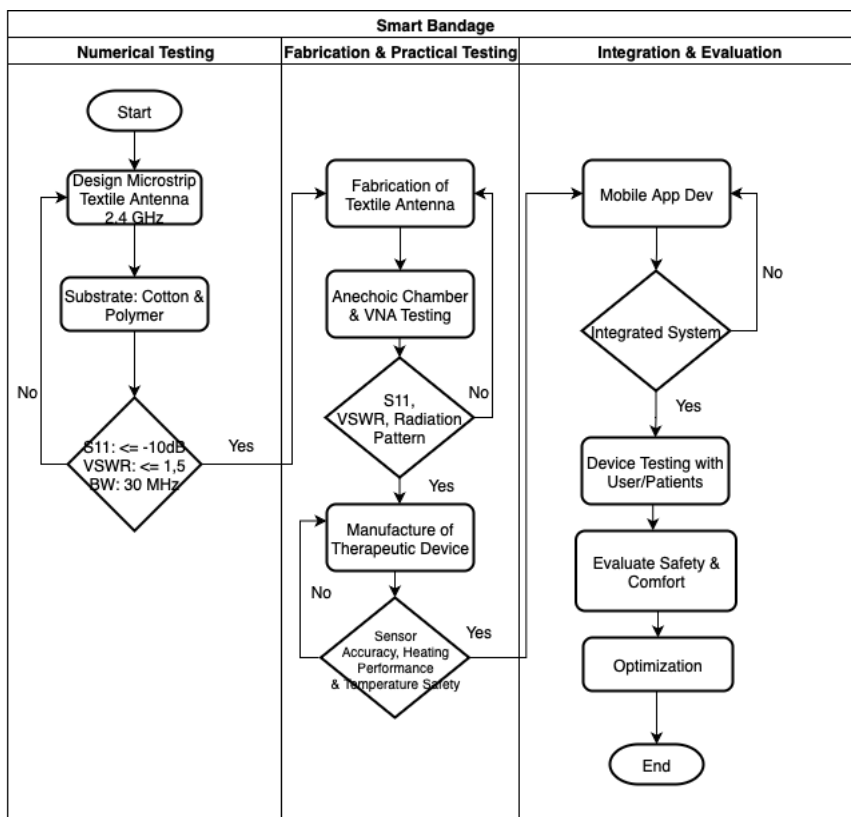 Smart Bandage
Numerical Testing
Fabrication & Practical Testing
Integration & Evaluation
Start
Design Microstrip
Textile Antenna
2.4 GHz
Substrate: Cotton &
Polymer
No
S11: <= -10dB
VSWR: <= 1,5
BW: 30 MHz
Yes
Fabrication of
Textile Antenna
Anechoic Chamber
& VNA Testing
No
S11,
VSWR, Radiation
Pattern
Yes
Manufacture of
Therapeutic Device
No
Sensor
Accuracy, Heating
Performance
& Temperature Safety
Yes
Mobile App Dev
No
Integrated System
Yes
Device Testing with
User/Patients
Evaluate Safety &
Comfort
Optimization
End